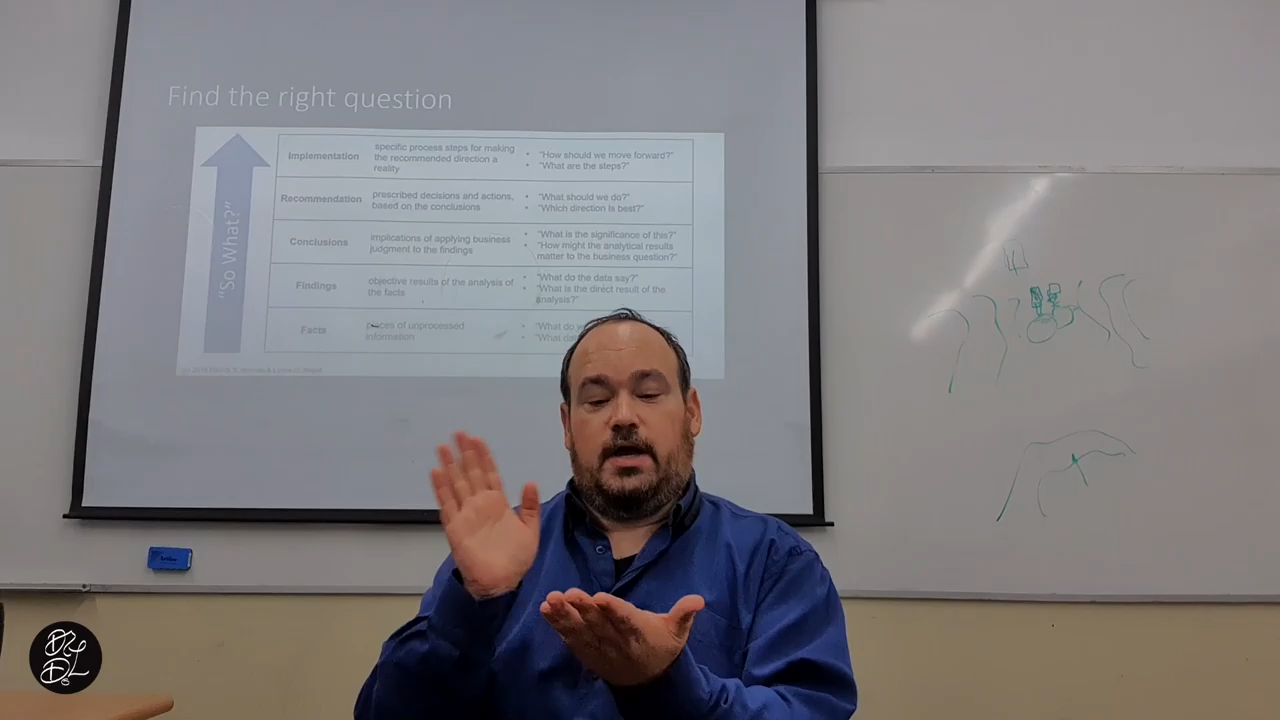 Find the right question
"So What?"
Implementation
specific process steps for making
the recommended direction a
reality
• "How should we move forward?"
• "What are the steps?"
Recommendation
prescribed decisions and actions,
based on the conclusions
• "What should we do?"
• "Which direction is best?"
Conclusions
implications of applying business
judgment to the findings
• "What is the significance of this?"
• "How might the analytical results
matter to the business question?"
Findings
objective results of the analysis of
the facts
• "What do the data say?"
• "What is the direct result of the
analysis?"
Facts
pieces of unprocessed
information
• "What do
• "What